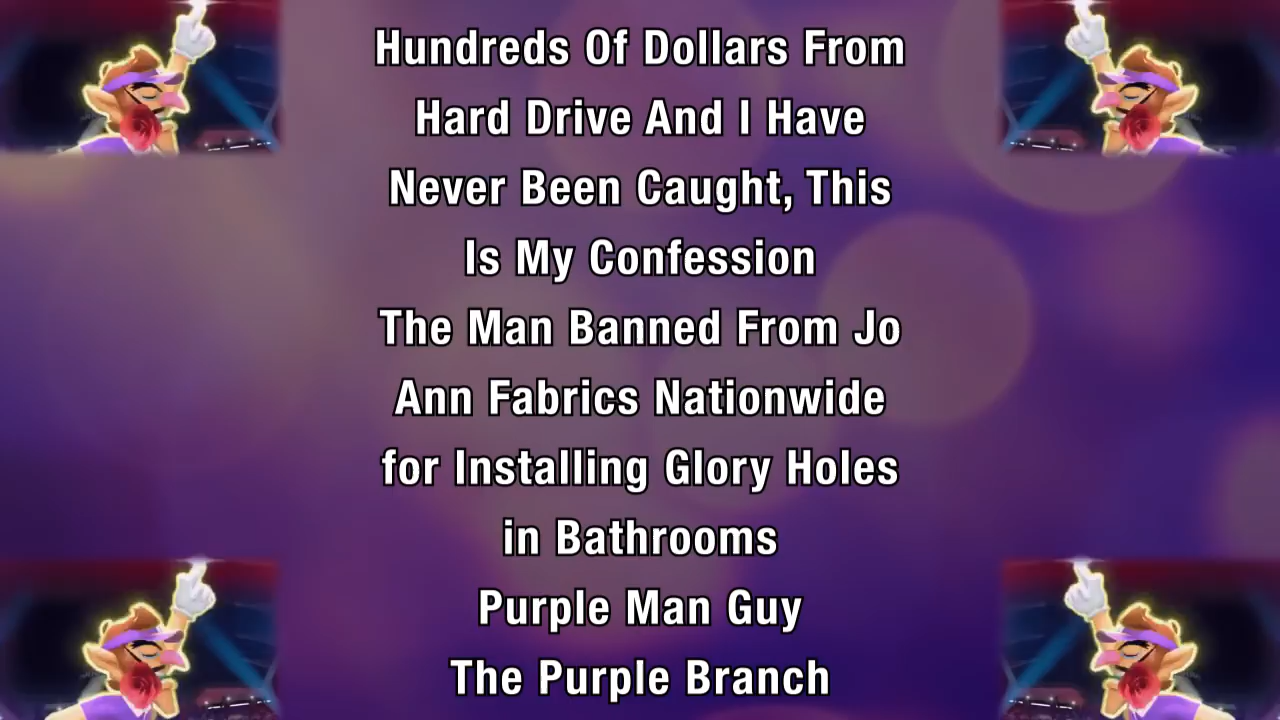 Hundreds Of Dollars From
Hard Drive And I Have
Never Been Caught, This
Is My Confession
The Man Banned From Jo
Ann Fabrics Nationwide
for Installing Glory Holes
in Bathrooms
Purple Man Guy
The Purple Branch